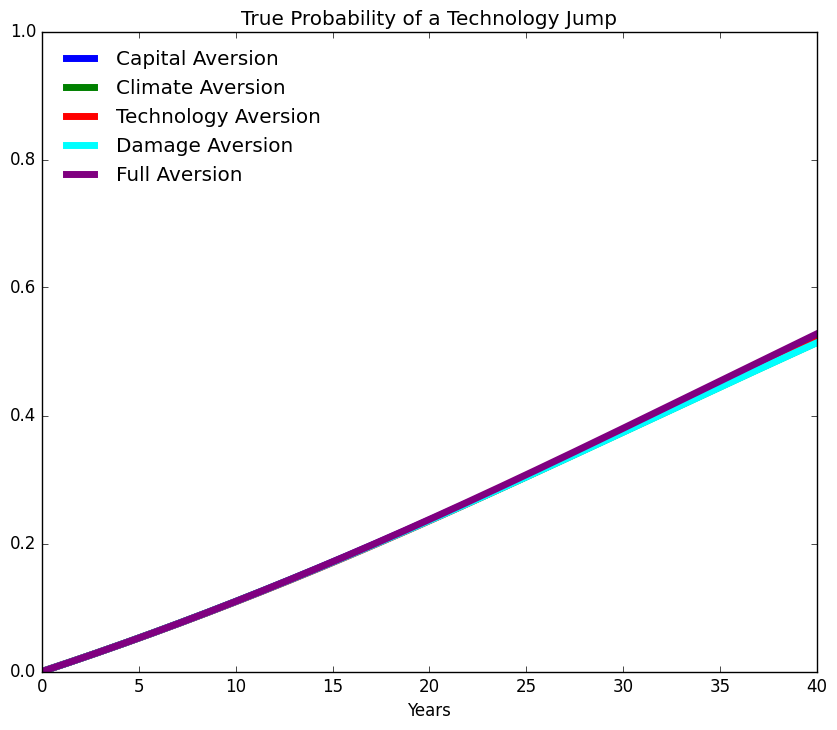 True Probability of a Technology Jump
1.0
Capital Aversion
Climate Aversion
Technology Aversion
Damage Aversion
Full Aversion
0.8
0.6
0.4
0.2
0.0
0 5 10 15 20 25 30 35 40
Years